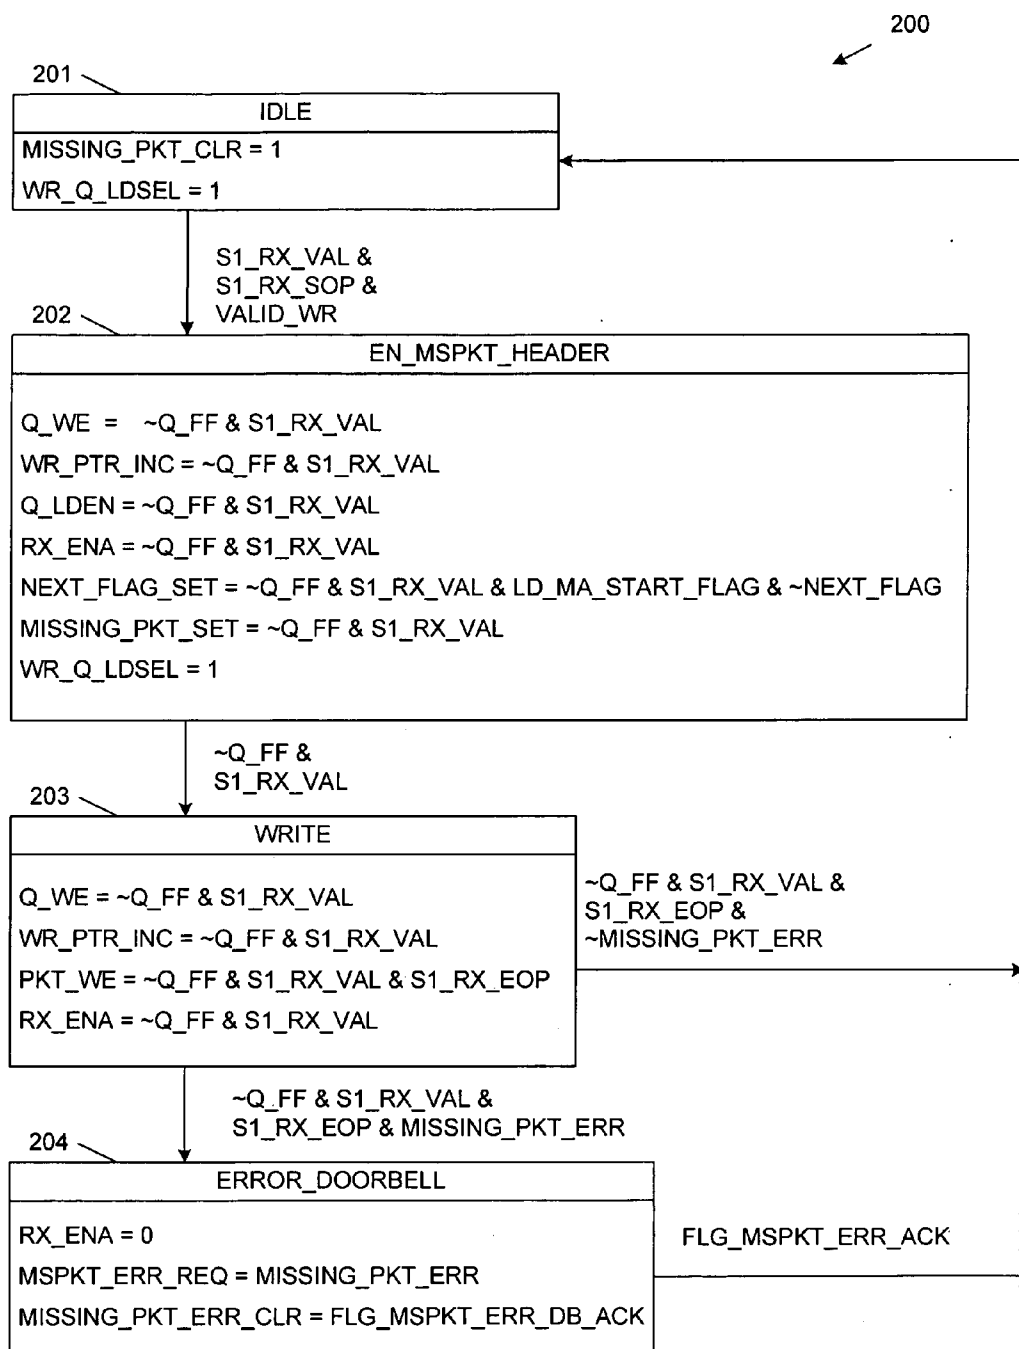 200
201
IDLE
MISSING_PKT_CLR = 1
WR_Q_LDSEL = 1
S1_RX_VAL &
S1_RX_SOP &
VALID_WR
202
EN_MSPKT_HEADER
Q_WE = ~Q_FF & S1_RX_VAL
WR_PTR_INC = ~Q_FF & S1_RX_VAL
Q_LDEN = ~Q_FF & S1_RX_VAL
RX_ENA = ~Q_FF & S1_RX_VAL
NEXT_FLAG_SET = ~Q_FF & S1_RX_VAL & LD_MA_START_FLAG & ~NEXT_FLAG
MISSING_PKT_SET = ~Q_FF & S1_RX_VAL
WR_Q_LDSEL = 1
~Q_FF &
S1_RX_VAL
203
WRITE
Q_WE = ~Q_FF & S1_RX_VAL
WR_PTR_INC = ~Q_FF & S1_RX_VAL
PKT_WE = ~Q_FF & S1_RX_VAL & S1_RX_EOP
RX_ENA = ~Q_FF & S1_RX_VAL
~Q_FF & S1_RX_VAL &
S1_RX_EOP &
~MISSING_PKT_ERR
~Q_FF & S1_RX_VAL &
S1_RX_EOP & MISSING_PKT_ERR
204
ERROR_DOORBELL
RX_ENA = 0
MSPKT_ERR_REQ = MISSING_PKT_ERR
MISSING_PKT_ERR_CLR = FLG_MSPKT_ERR_DB_ACK
FLG_MSPKT_ERR_ACK